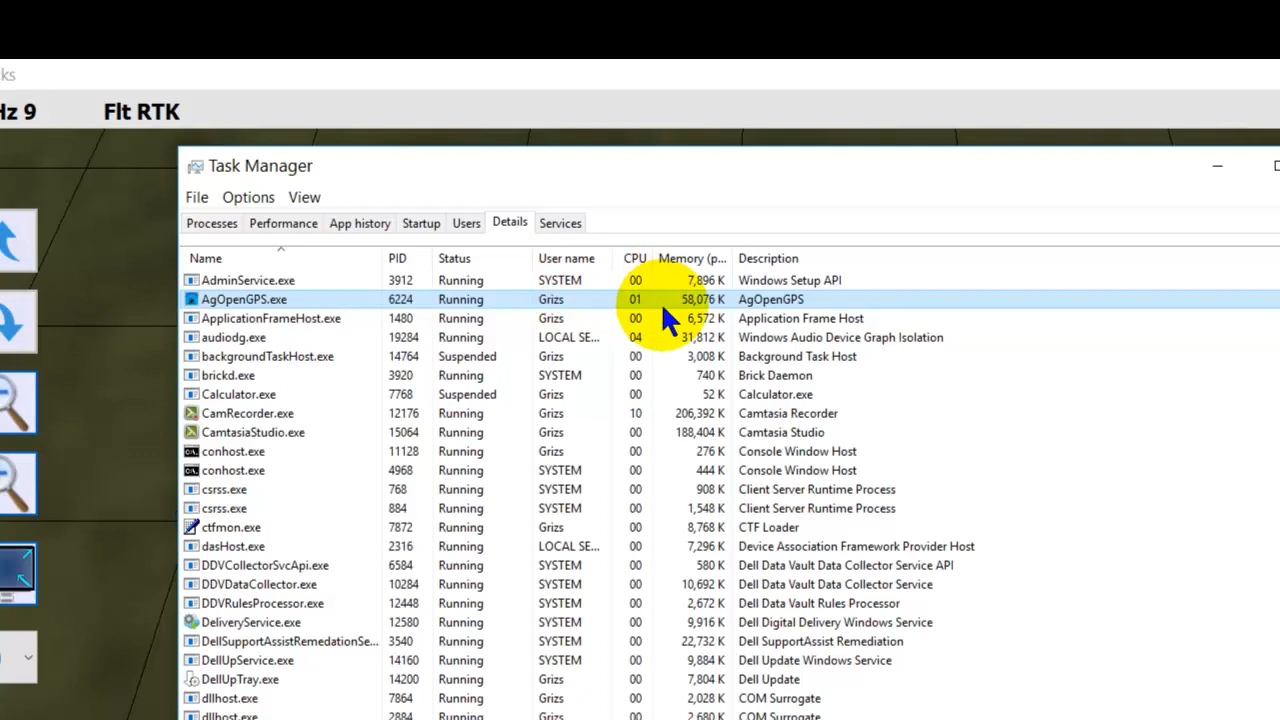 ks
Hz 9 Flt RTK
Task Manager
File Options View
Processes Performance App history Startup Users Details Services
Name PID Status User name CPU Memory (p... Description
AdminService.exe 3912 Running SYSTEM 00 7,896 K Windows Setup API
AgOpenGPS.exe 6224 Running Grizs 01 58,076 K AgOpenGPS
ApplicationFrameHost.exe 1480 Running Grizs 00 6,572 K Application Frame Host
audiodg.exe 19284 Running LOCAL SE... 04 31,812 K Windows Audio Device Graph Isolation
backgroundTaskHost.exe 14764 Suspended Grizs 00 3,008 K Background Task Host
brickd.exe 3920 Running SYSTEM 00 740 K Brick Daemon
Calculator.exe 7768 Suspended Grizs 00 52 K Calculator.exe
CamRecorder.exe 12176 Running Grizs 10 206,392 K Camtasia Recorder
CamtasiaStudio.exe 15064 Running Grizs 00 188,404 K Camtasia Studio
conhost.exe 11128 Running Grizs 00 276 K Console Window Host
conhost.exe 4968 Running SYSTEM 00 444 K Console Window Host
csrss.exe 768 Running SYSTEM 00 908 K Client Server Runtime Process
csrss.exe 884 Running SYSTEM 00 1,548 K Client Server Runtime Process
ctfmon.exe 7872 Running Grizs 00 8,768 K CTF Loader
dasHost.exe 2316 Running LOCAL SE... 00 7,296 K Device Association Framework Provider Host
DDVCollectorSvcApi.exe 6584 Running SYSTEM 00 580 K Dell Data Vault Data Collector Service API
DDVDataCollector.exe 10284 Running SYSTEM 00 10,692 K Dell Data Vault Data Collector Service
DDVRulesProcessor.exe 12448 Running SYSTEM 00 2,672 K Dell Data Vault Rules Processor
DeliveryService.exe 12580 Running SYSTEM 00 9,916 K Dell Digital Delivery Windows Service
DellSupportAssistRemedationSe... 3540 Running SYSTEM 00 22,732 K Dell SupportAssist Remediation
DellUpService.exe 14160 Running SYSTEM 00 9,884 K Dell Update Windows Service
DellUpTray.exe 14200 Running Grizs 00 7,804 K Dell Update
dllhost.exe 7864 Running Grizs 00 2,028 K COM Surrogate
dllhost.exe 2884 Running Grizs 00 2,680 K COM Surrogate